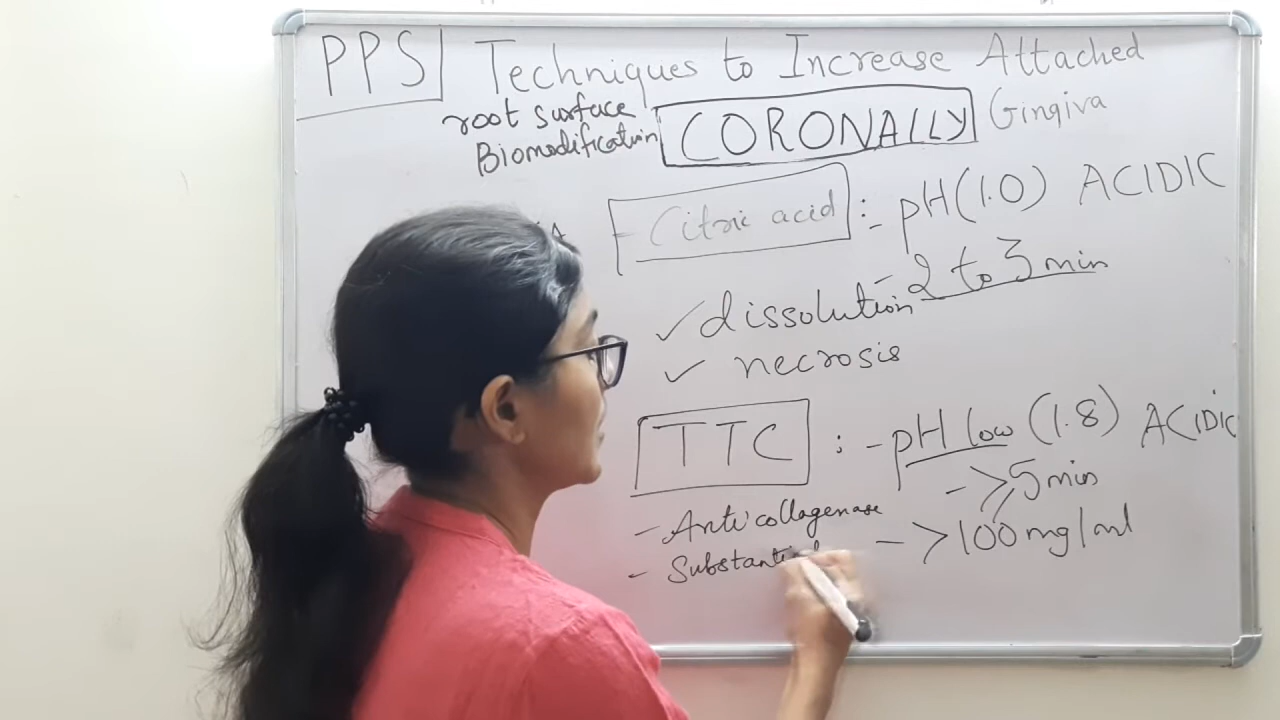 PPS Techniques to Increase Attached
root surface
Biomodification CORONALLY Gingiva
- Citric acid :- pH (1.0) ACIDIC
- 2 to 3 min
✓ dissolution
✓ necrosis
TTC : - pH low (1.8) ACIDIC
- >5 min
- Anticollagenase
- >100 mg/ml
-